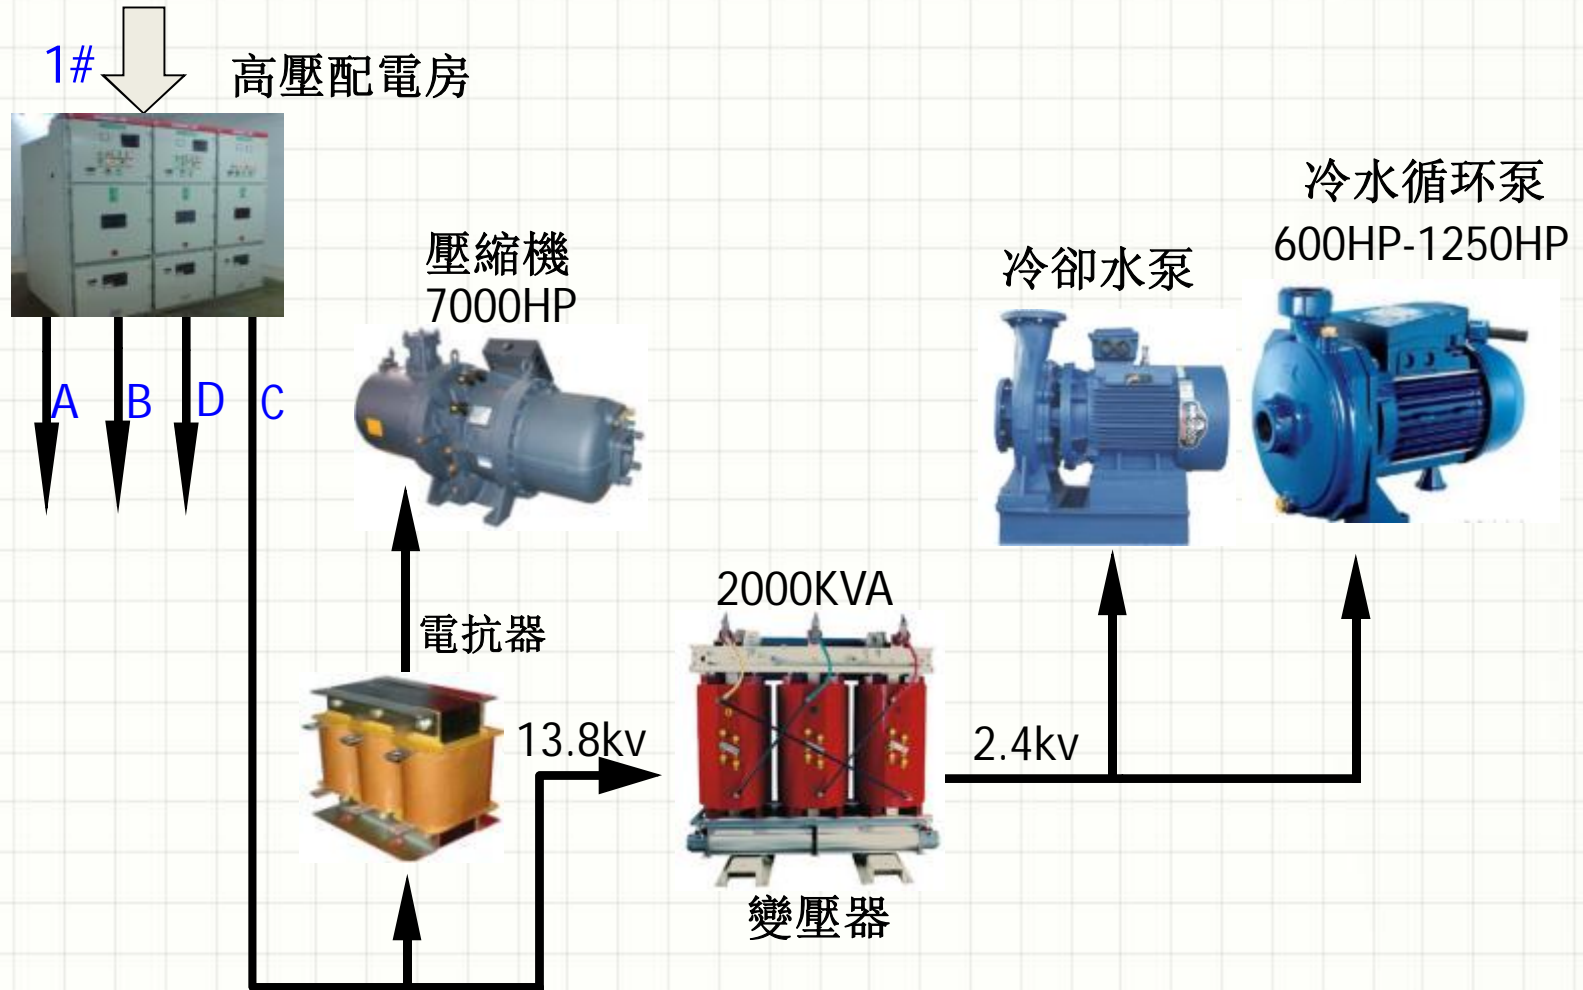 1#
高壓配電房
冷水循环泵
600HP-1250HP
壓縮機
7000HP
冷卻水泵
A
B
D
C
2000KVA
電抗器
13.8kv
2.4kv
變壓器